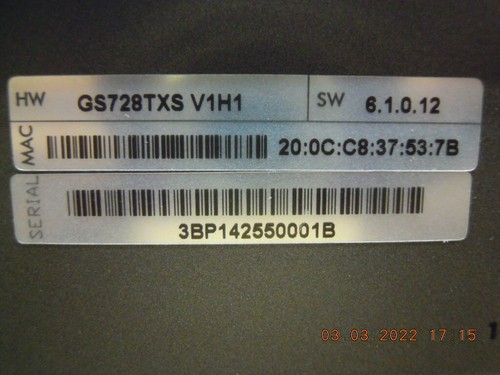 HW GS728TXS V1H1 SW 6.1.0.12
MAC 20:0C:C8:37:53:7B
SERIAL
3BP142550001B
03 03 2022 17 15
1